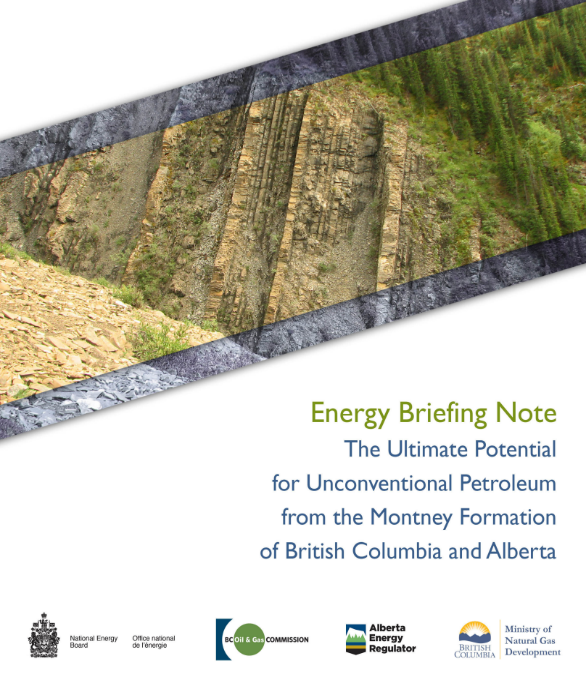 Energy Briefing Note
The Ultimate Potential
for Unconventional Petroleum
from the Montney Formation
of British Columbia and Alberta
National Energy
Board
Office national
de l'énergie
BC Oil & Gas COMMISSION
Alberta
Energy
Regulator
BRITISH
COLUMBIA
Ministry of
Natural Gas
Development